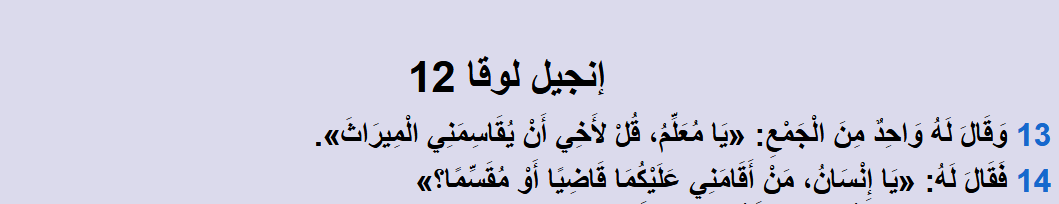 إنجيل لوقا 12
13 وَقَالَ لَهُ وَاحِدٌ مِنَ الْجَمْعِ: «يَا مُعَلِّمُ، قُلْ لأَخِي أَنْ يُقَاسِمَنِي الْمِيرَاثَ».
14 فَقَالَ لَهُ: «يَا إِنْسَانُ، مَنْ أَقَامَنِي عَلَيْكُمَا قَاضِيًا أَوْ مُقَسِّمًا؟»